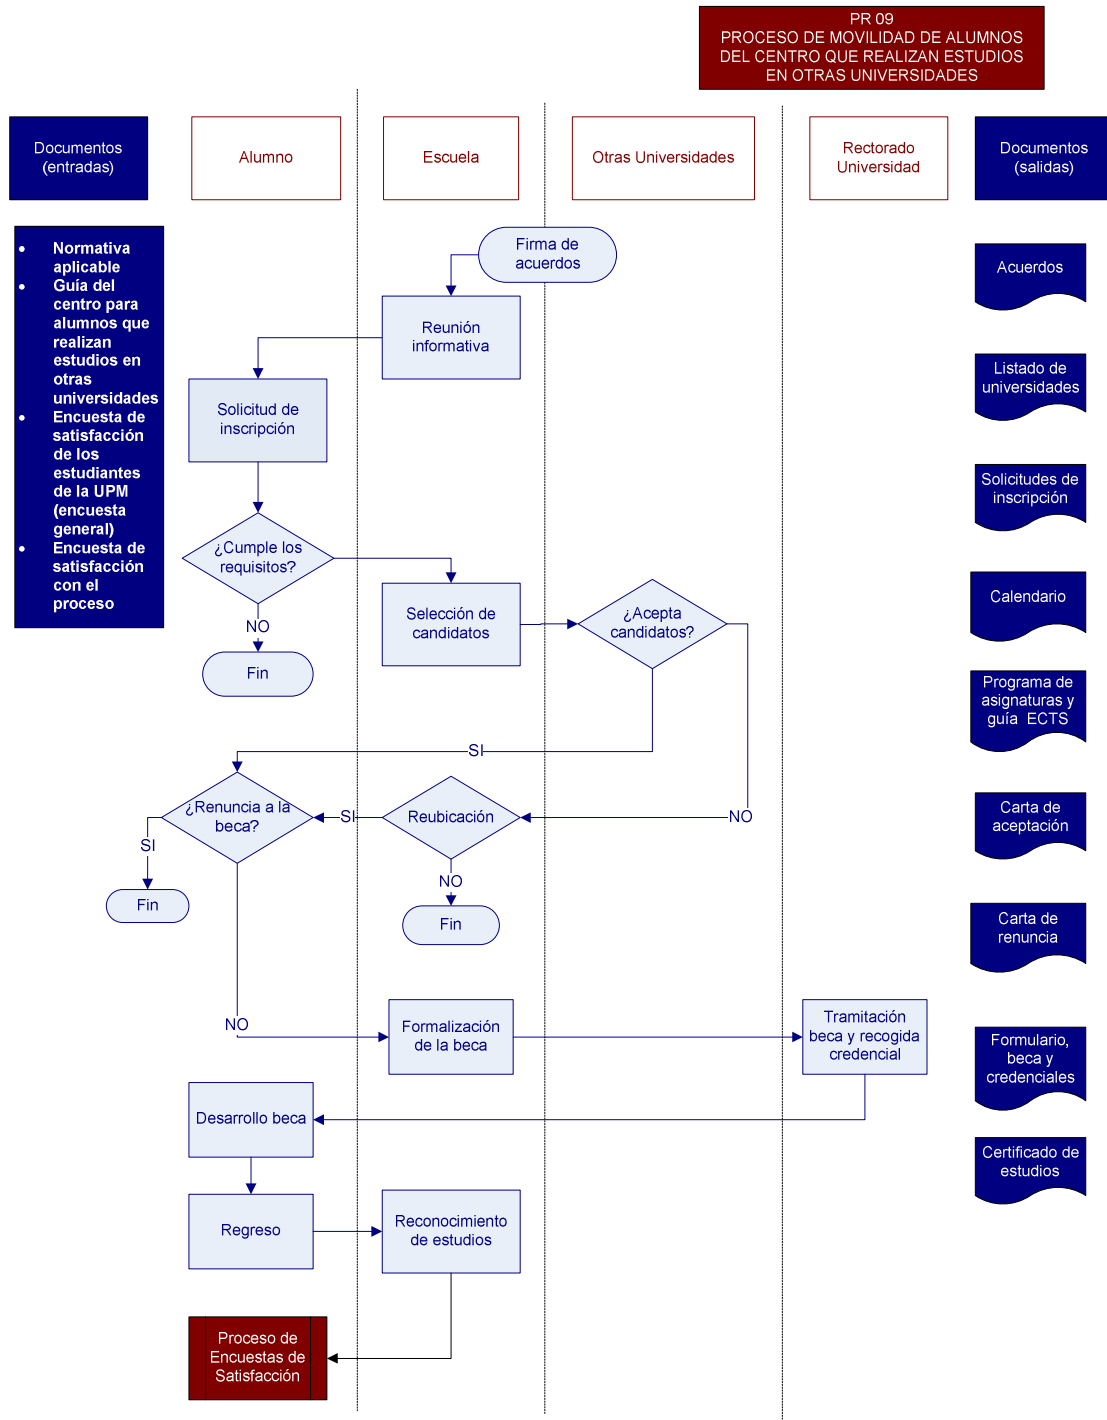 PR 09
PROCESO DE MOVILIDAD DE ALUMNOS
DEL CENTRO QUE REALIZAN ESTUDIOS
EN OTRAS UNIVERSIDADES
Documentos
(entradas)
Alumno
Escuela
Otras Universidades
Rectorado
Universidad
Documentos
(salidas)
• Normativa
aplicable
• Guía del
centro para
alumnos que
realizan
estudios en
otras
universidades
• Encuesta de
satisfacción
de los
estudiantes
de la UPM
(encuesta
general)
• Encuesta de
satisfacción
con el
proceso
Firma de
acuerdos
Reunión
informativa
Solicitud de
inscripción
¿Cumple los
requisitos?
NO
Fin
Selección de
candidatos
¿Acepta
candidatos?
SI
NO
¿Renuncia a la
beca?
SI
Reubicación
SI
Fin
NO
Fin
NO
Formalización
de la beca
Tramitación
beca y recogida
credencial
Desarrollo beca
Regreso
Reconocimiento
de estudios
Proceso de
Encuestas de
Satisfacción
Acuerdos
Listado de
universidades
Solicitudes de
inscripción
Calendario
Programa de
asignaturas y
guía ECTS
Carta de
aceptación
Carta de
renuncia
Formulario,
beca y
credenciales
Certificado de
estudios